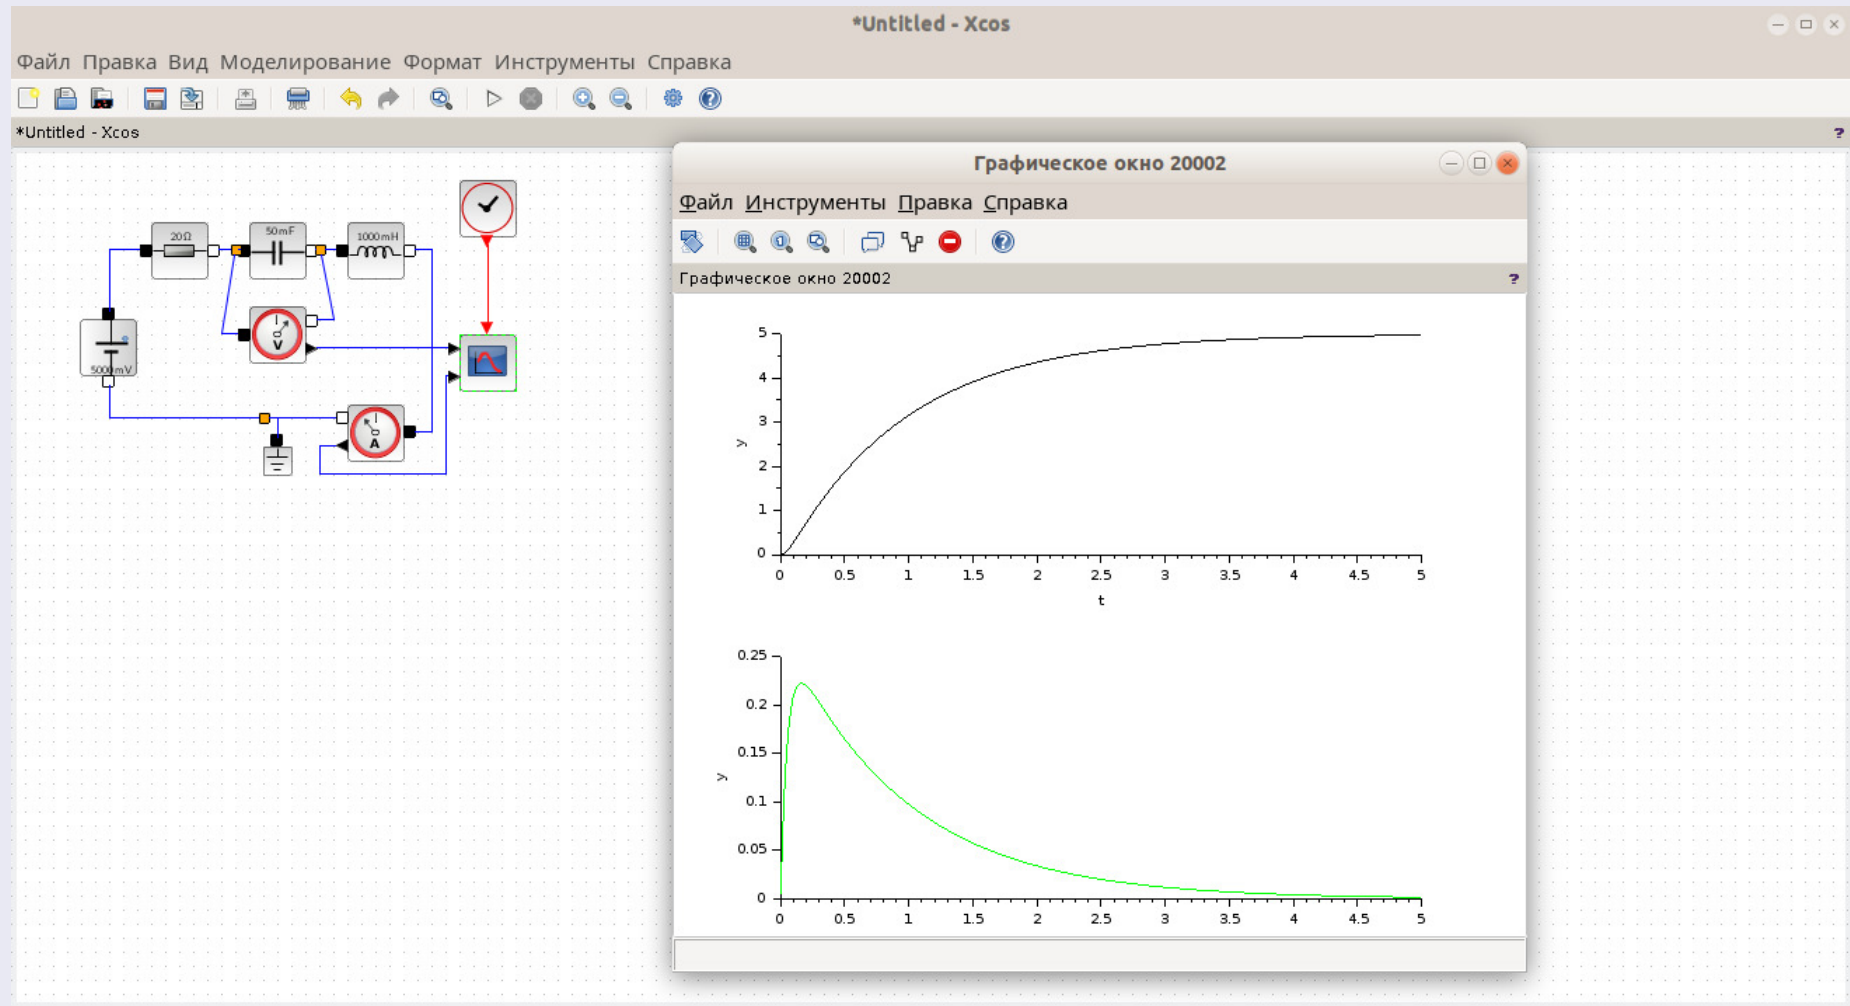 *Untitled - Xcos
Файл Правка Вид Моделирование Формат Инструменты Справка
*Untitled - Xcos
?
20Ω
50mF
1000mH
V
5000mV
A
Графическое окно 20002
Файл Инструменты Правка Справка
Графическое окно 20002
?
5
4
3
2
1
0
y
0 0.5 1 1.5 2 2.5 3 3.5 4 4.5 5
t
0.25
0.2
0.15
0.1
0.05
0
y
0 0.5 1 1.5 2 2.5 3 3.5 4 4.5 5